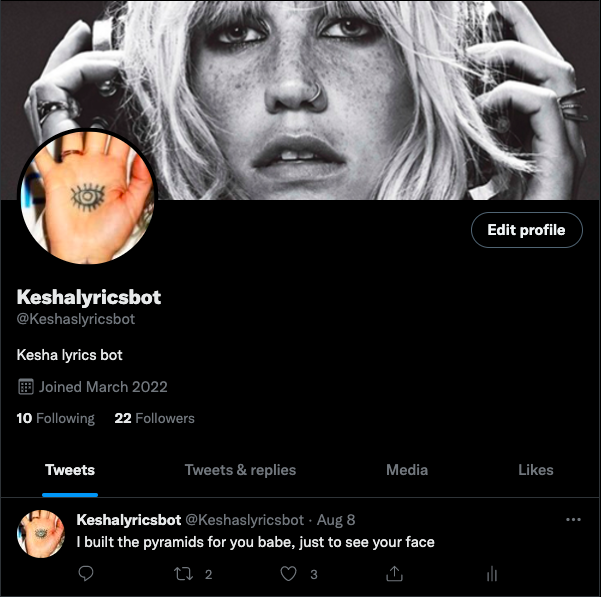 Edit profile
Keshalyricsbot
@Keshaslyricsbot
Kesha lyrics bot
Joined March 2022
10 Following 22 Followers
Tweets Tweets & replies Media Likes
Keshalyricsbot @Keshaslyricsbot · Aug 8
I built the pyramids for you babe, just to see your face
2 3